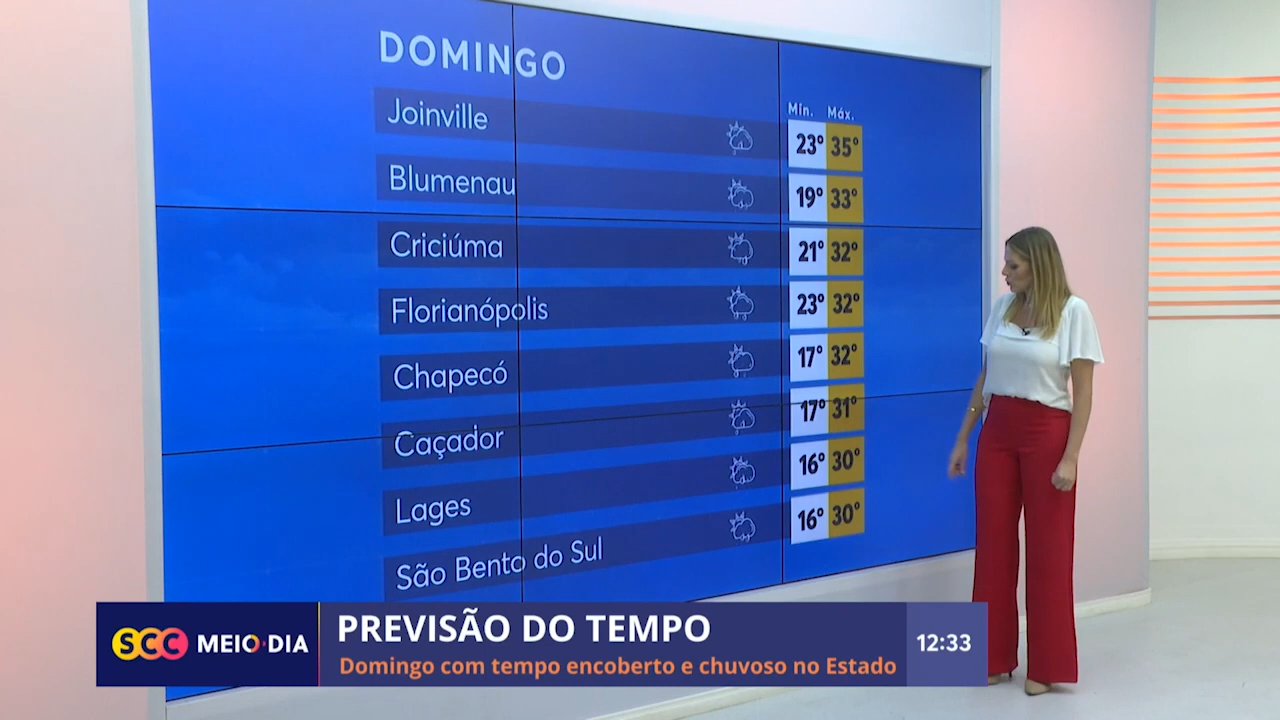 DOMINGO
Mín. Máx.
Joinville 23° 35°
Blumenau 19° 33°
Criciúma 21° 32°
Florianópolis 23° 32°
Chapecó 17° 32°
Caçador 17° 31°
Lages 16° 30°
São Bento do Sul 16° 30°
SCC MEIO-DIA
PREVISÃO DO TEMPO
Domingo com tempo encoberto e chuvoso no Estado
12:33